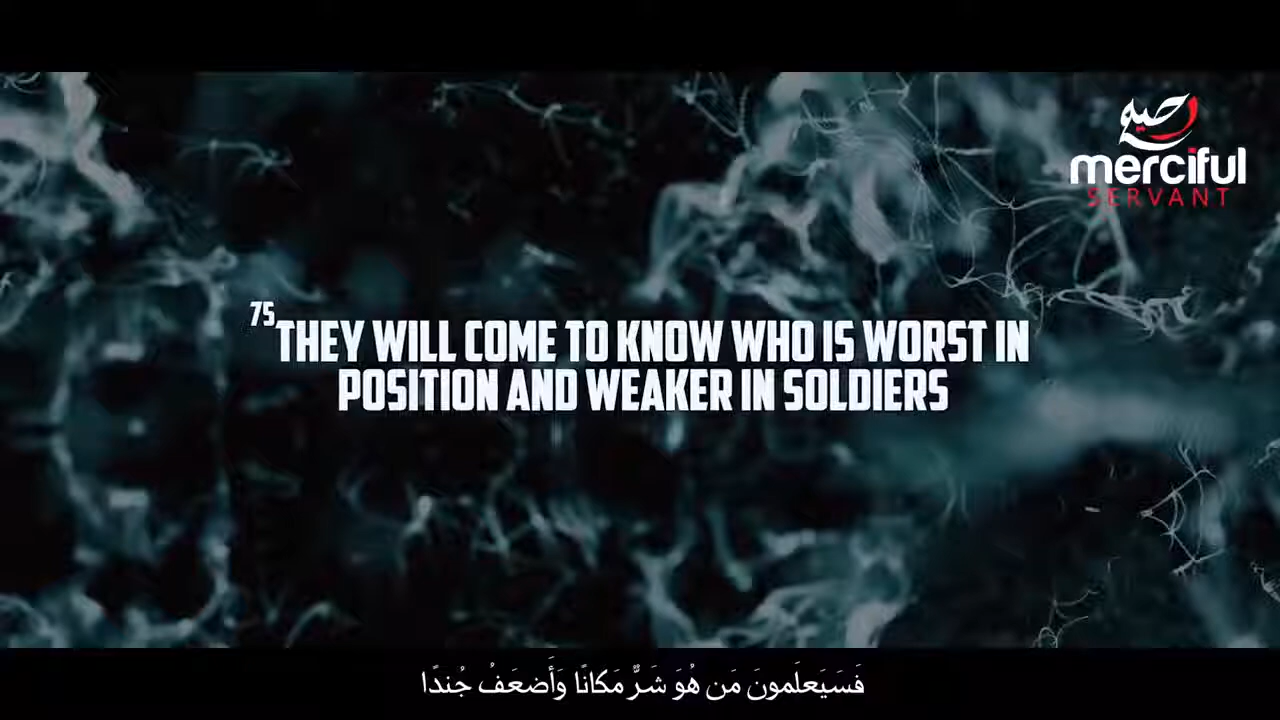 merciful
SERVANT
75 THEY WILL COME TO KNOW WHO IS WORST IN
POSITION AND WEAKER IN SOLDIERS
فَسَيَعلَمونَ مَن هُوَ شَرٌّ مَكانًا وَأَضعَفُ جُندًا